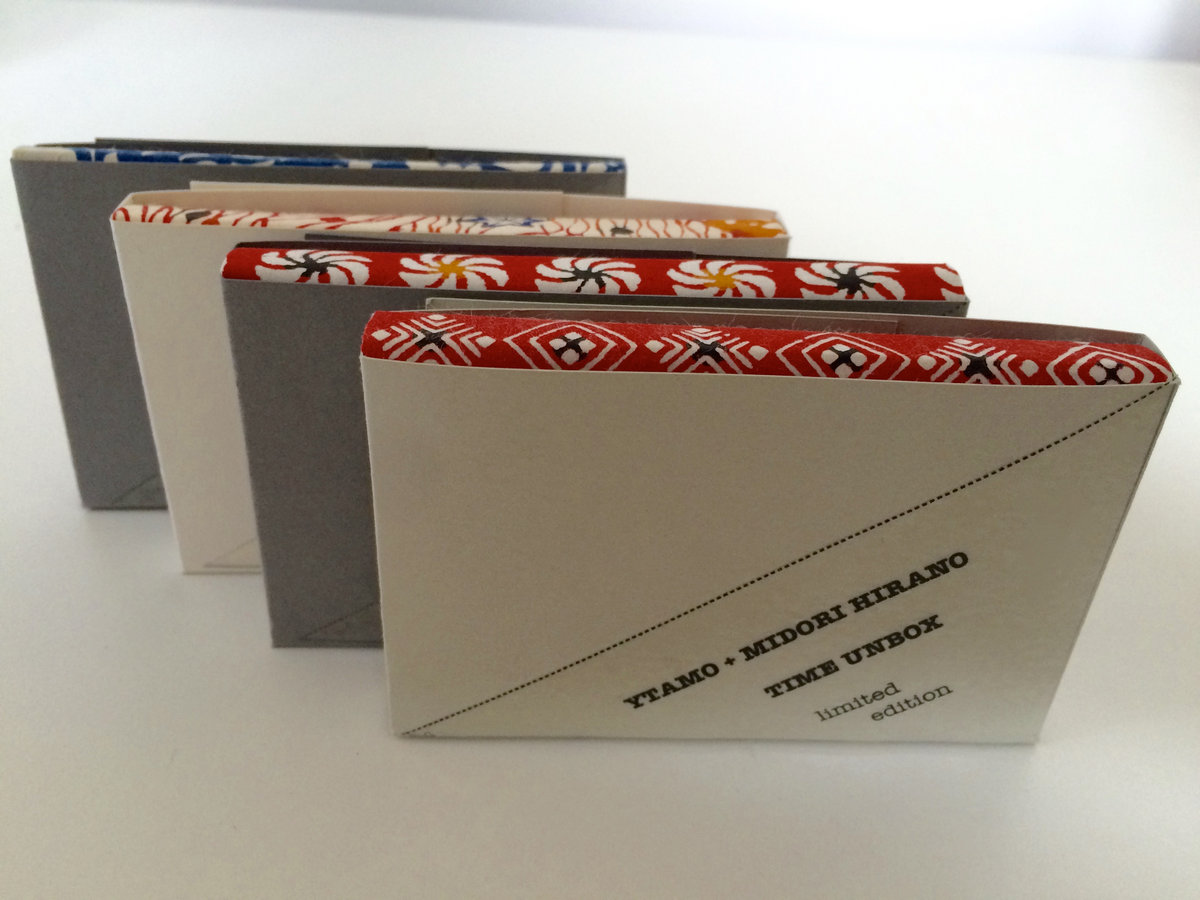 YTAMO + MIDORI HIRANO
TIME UNBOX
limited
edition